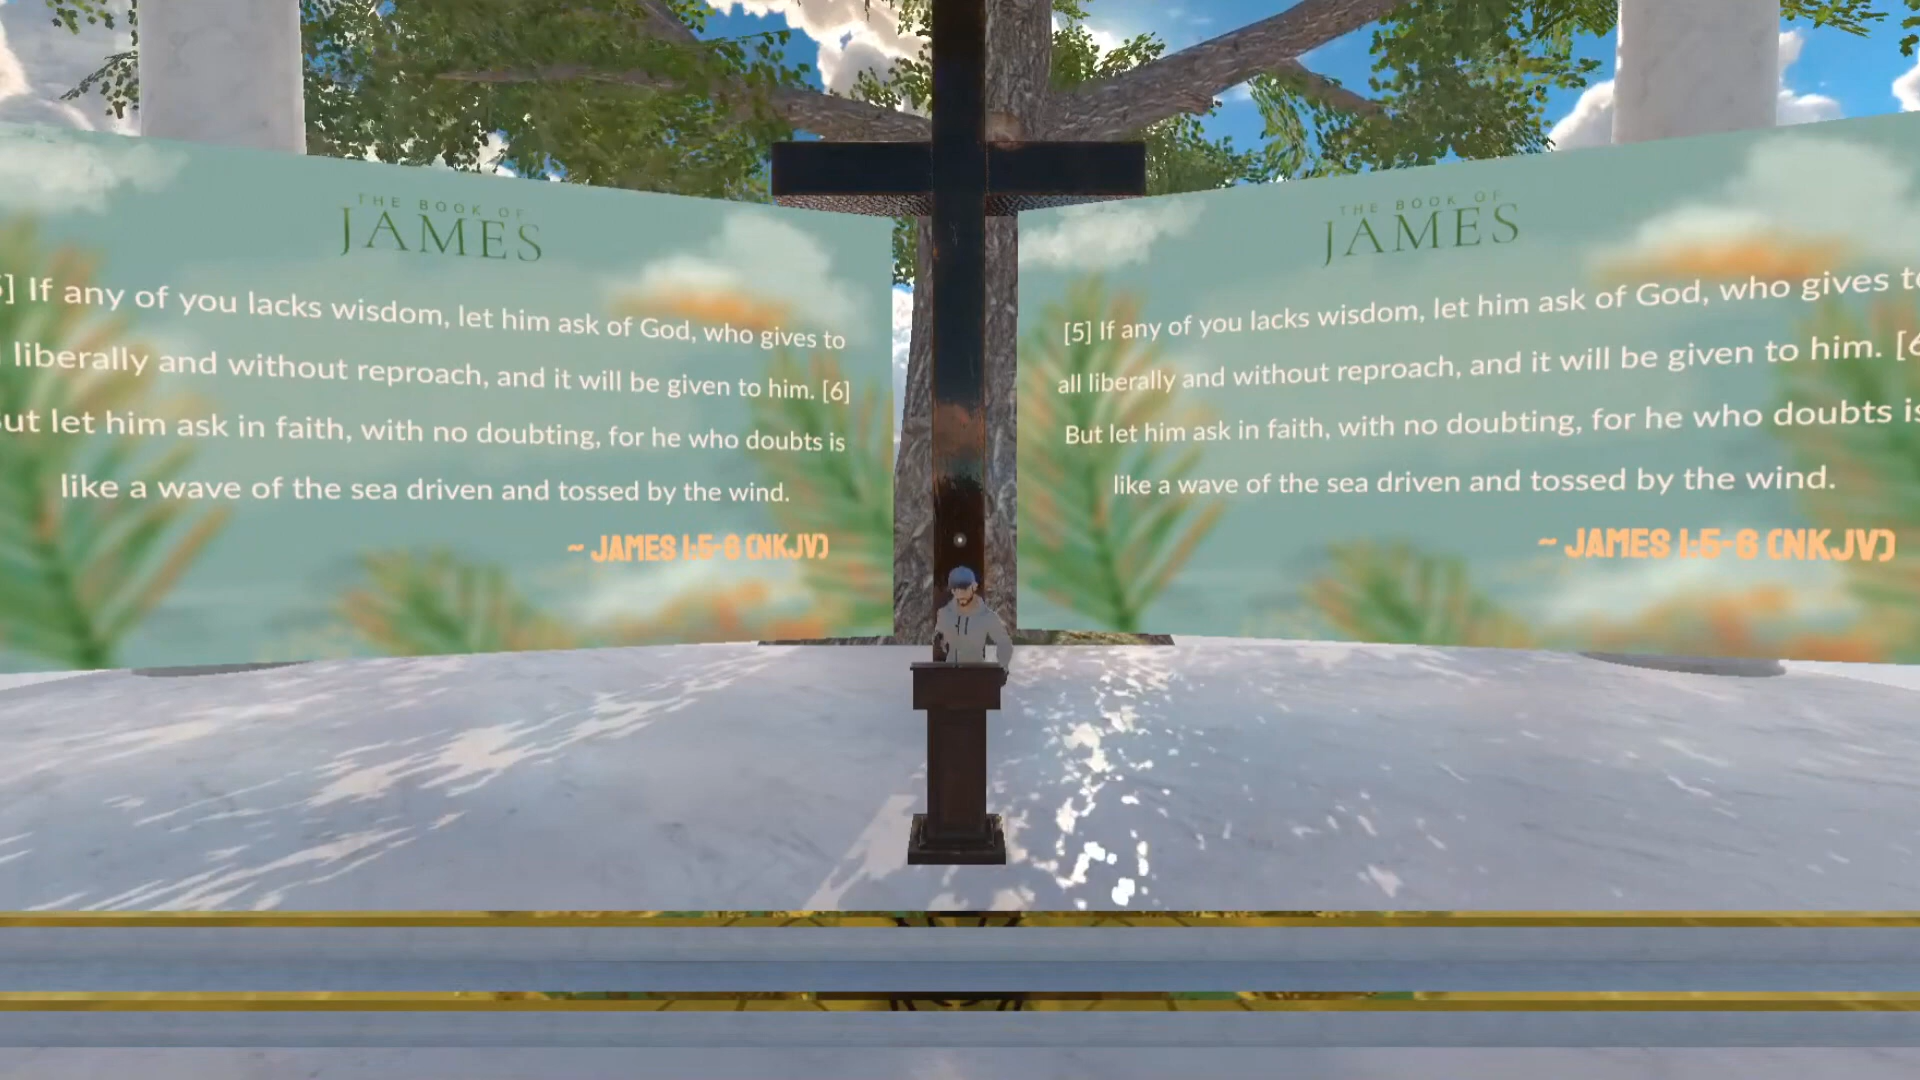 THE BOOK OF
JAMES
] If any of you lacks wisdom, let him ask of God, who gives to
liberally and without reproach, and it will be given to him. [6]
ut let him ask in faith, with no doubting, for he who doubts is
like a wave of the sea driven and tossed by the wind.
~ JAMES 1:5-6 (NKJV)
THE BOOK OF
JAMES
[5] If any of you lacks wisdom, let him ask of God, who gives to
all liberally and without reproach, and it will be given to him. [6
But let him ask in faith, with no doubting, for he who doubts is
like a wave of the sea driven and tossed by the wind.
~ JAMES 1:5-6 (NKJV)